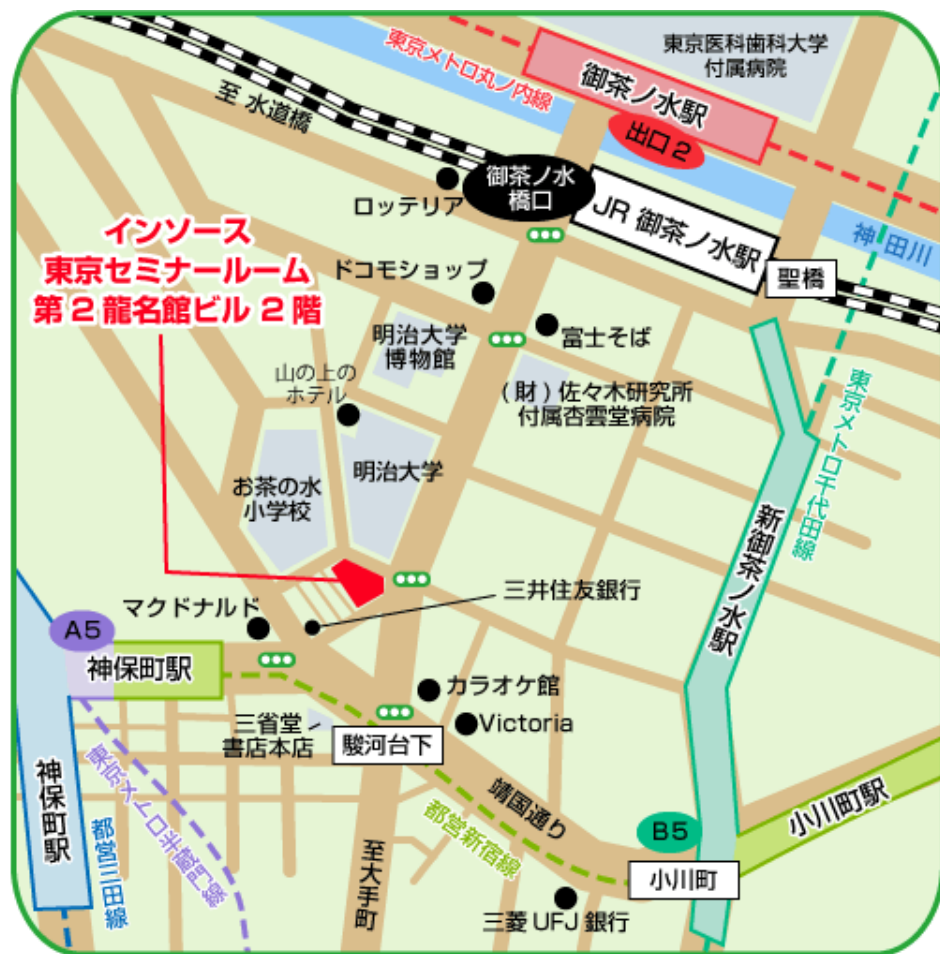 東京医科歯科大学
付属病院
東京メトロ丸ノ内線
御茶ノ水駅
出口2
至 水道橋
御茶ノ水
橋口
ロッテリア
JR 御茶ノ水駅
神田川
聖橋
インソース
東京セミナールーム
第2龍名館ビル 2階
ドコモショップ
明治大学
博物館
富士そば
山の上の
ホテル
(財)佐々木研究所
付属杏雲堂病院
東京メトロ千代田線
お茶の水
小学校
明治大学
新御茶ノ水駅
三井住友銀行
マクドナルド
A5
神保町駅
カラオケ館
Victoria
三省堂
書店本店
駿河台下
靖国通り
都営新宿線
神保町駅
都営三田線
東京メトロ半蔵門線
至大手町
B5
小川町駅
小川町
三菱UFJ銀行